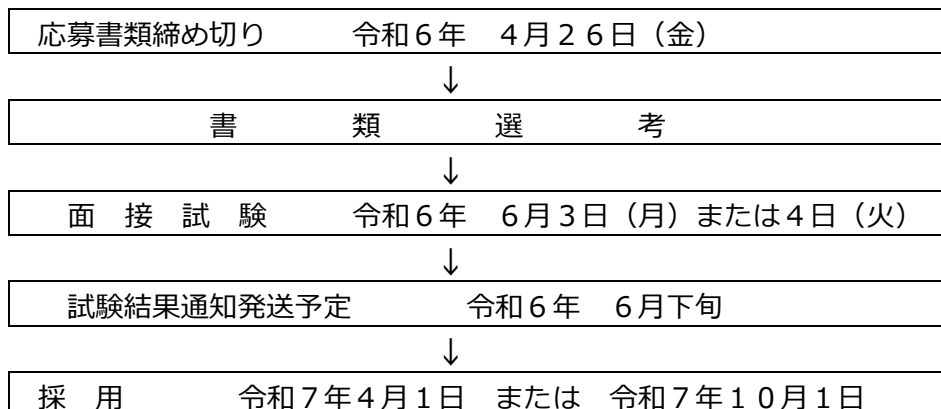 応募書類締め切り　　　令和６年　４月２６日（金）
↓
書　　　類　　　選　　　考
↓
面　接　試　験　　　令和６年　６月３日（月）または４日（火）
↓
試験結果通知発送予定　　　　令和６年　６月下旬
↓
採　用　　　　令和７年４月１日　または　令和７年１０月１日